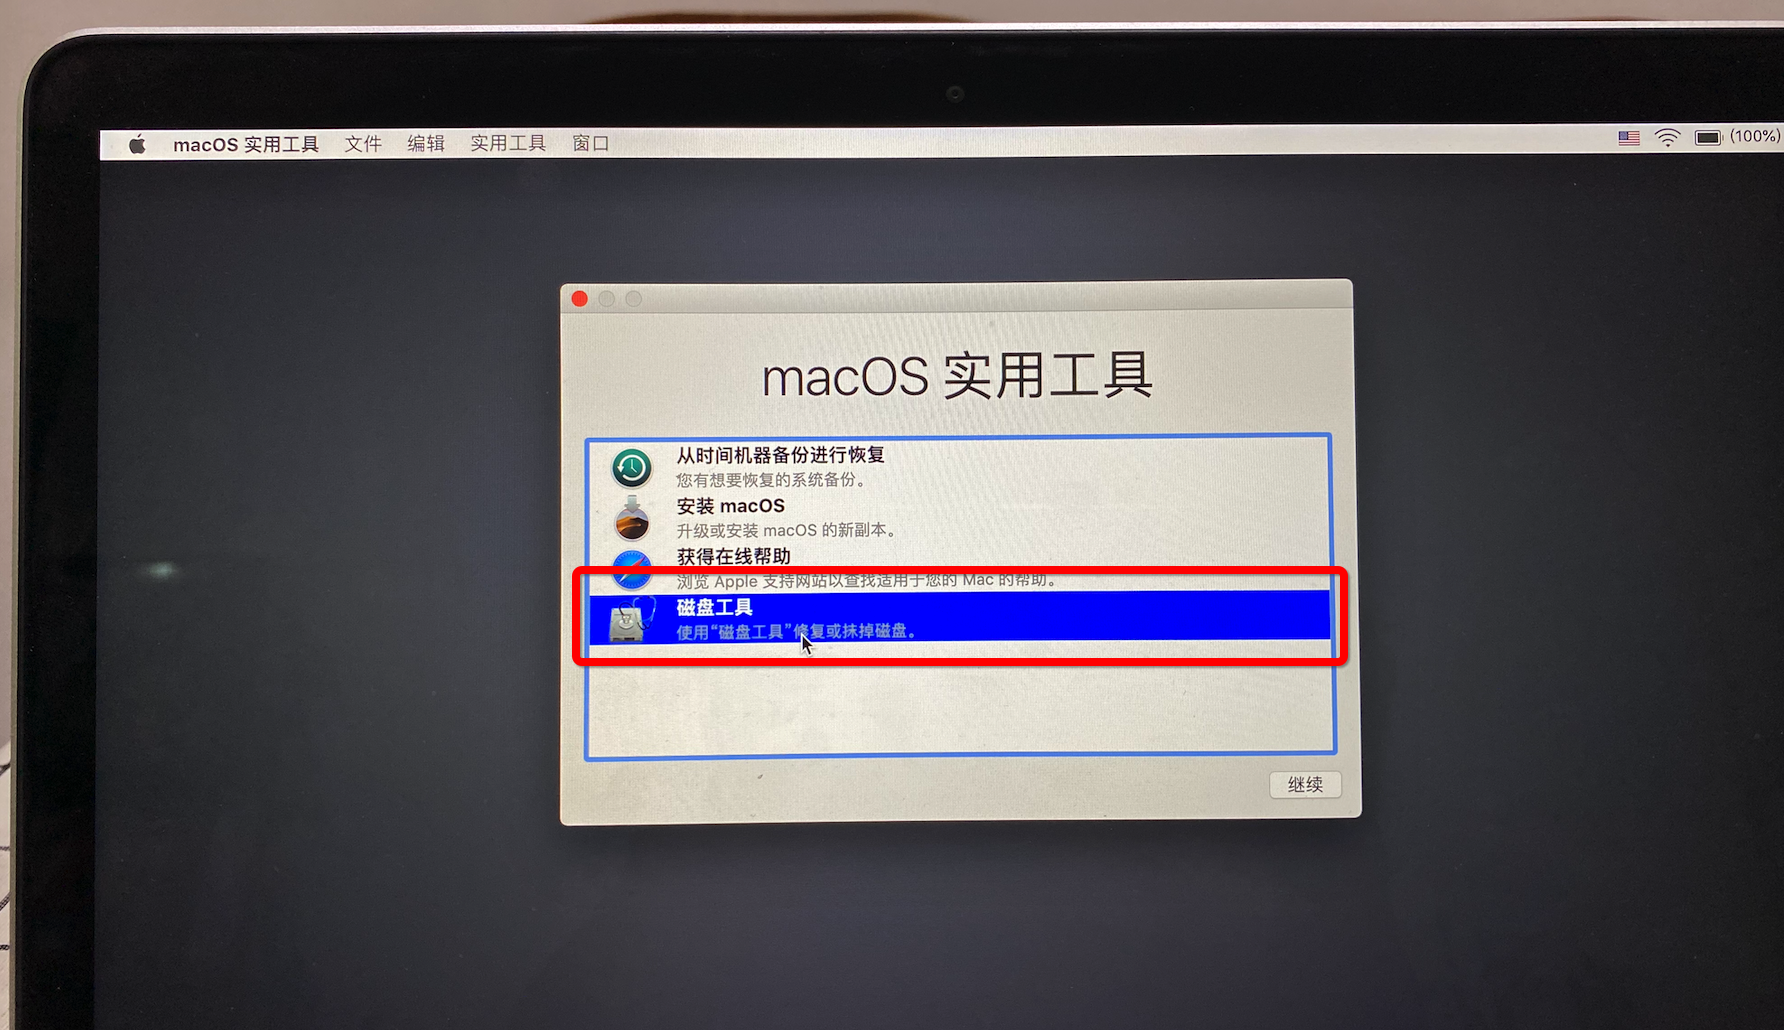 macOS 实用工具 文件 编辑 实用工具 窗口 (100%)
macOS 实用工具
从时间机器备份进行恢复
您有想要恢复的系统备份。
安装 macOS
升级或安装 macOS 的新副本。
获得在线帮助
浏览 Apple 支持网站以查找适用于您的 Mac 的帮助。
磁盘工具
使用“磁盘工具”修复或抹掉磁盘。
继续